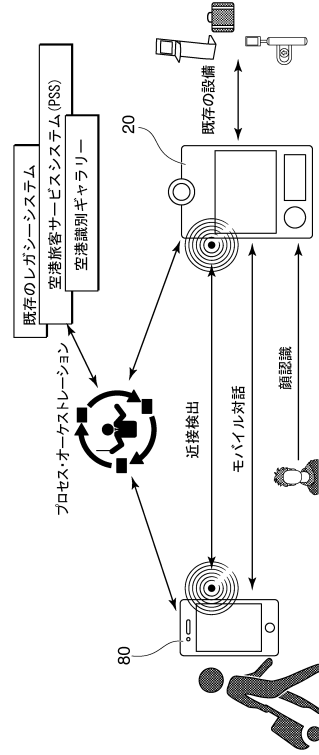 既存のレガシーシステム
空港旅客サービスシステム(PSS)
空港識別ギャラリー
プロセス・オーケストレーション
既存の設備
20
近接検出
モバイル対話
顔認識
80